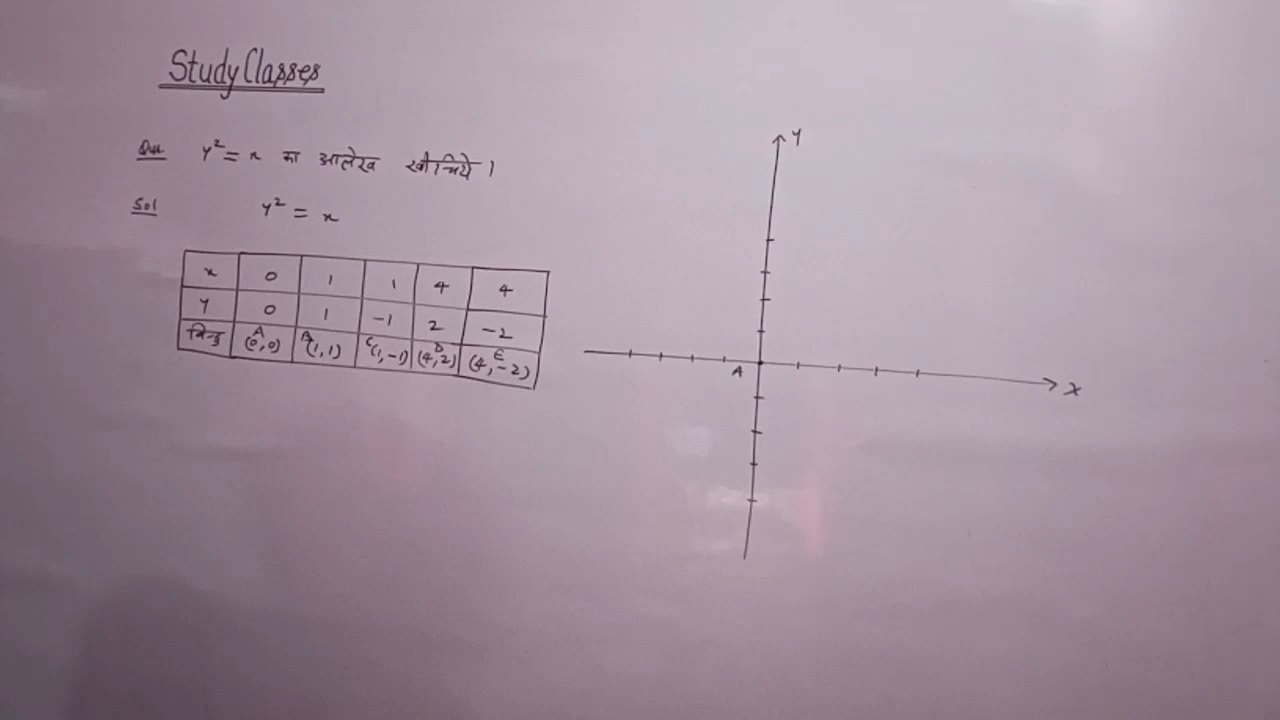 Study Classes
Que y² = x का आलेख खीचिये।
Sol y² = x
x 0 1 1 4 4
y 0 1 -1 2 -2
बिन्दु A (0,0) B (1,1) C (1,-1) D (4,2) E (4,-2)
Y
A
X